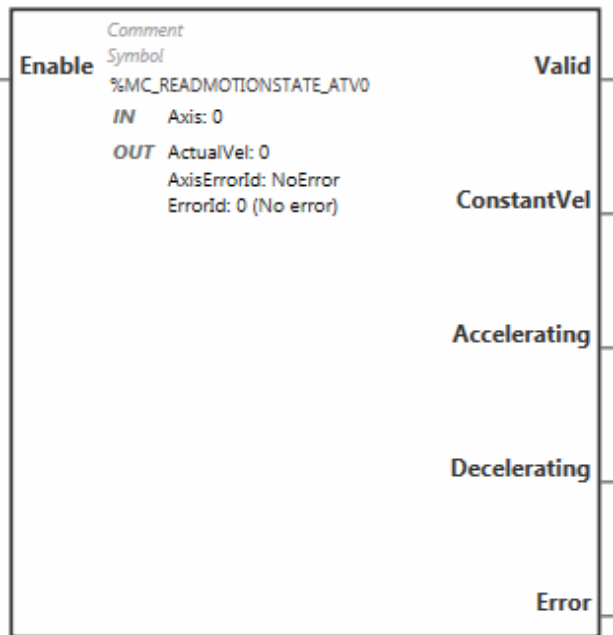 Comment
Enable Symbol Valid
%MC_READMOTIONSTATE_ATV0
IN Axis: 0
OUT ActualVel: 0
AxisErrorId: NoError
ErrorId: 0 (No error)
ConstantVel
Accelerating
Decelerating
Error